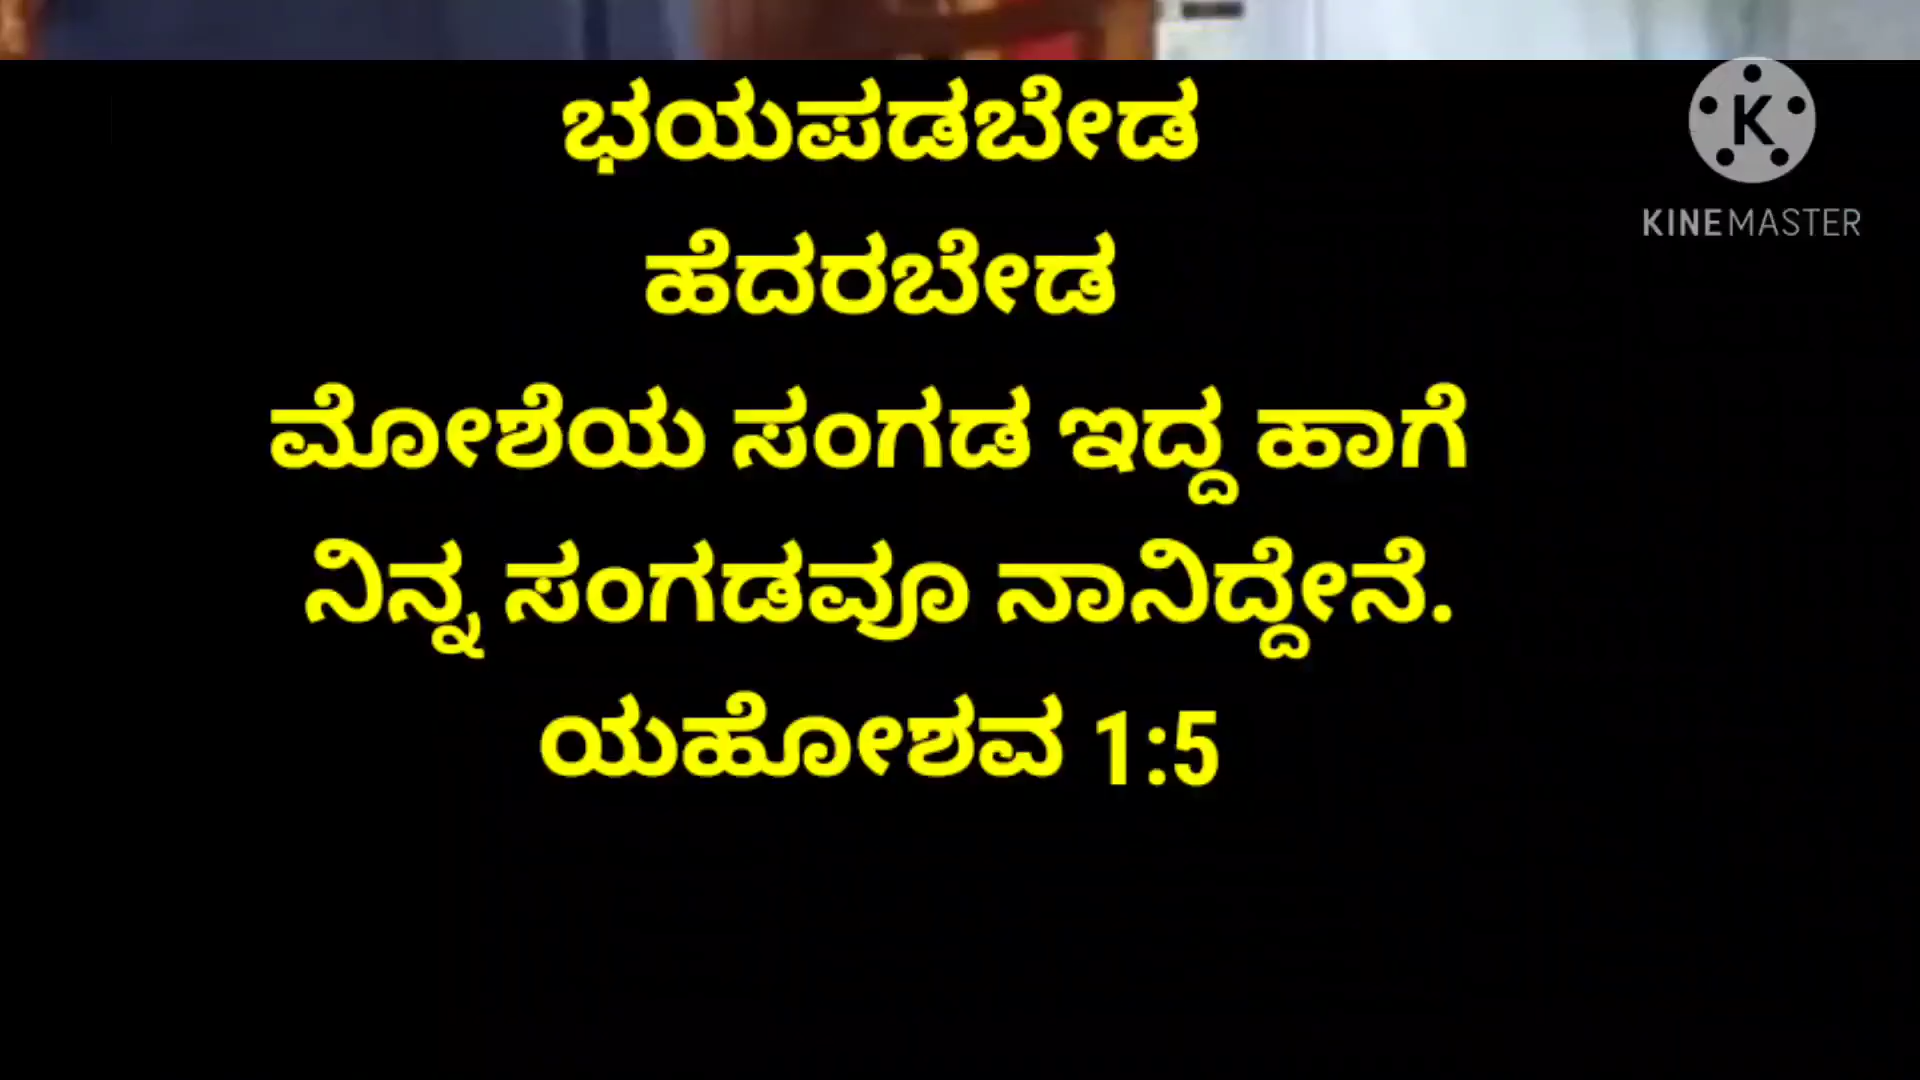 ಭಯಪಡಬೇಡ
ಹೆದರಬೇಡ
ಮೋಶೆಯ ಸಂಗಡ ಇದ್ದ ಹಾಗೆ
ನಿನ್ನ ಸಂಗಡವೂ ನಾನಿದ್ದೇನೆ.
ಯಹೋಶವ 1:5
K
KINEMASTER